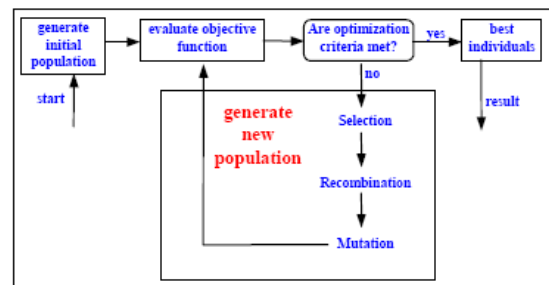 generate
initial
population
start
evaluate objective
function
Are optimization
criteria met?
yes
no
best
individuals
result
generate
new
population
Selection
Recombination
Mutation